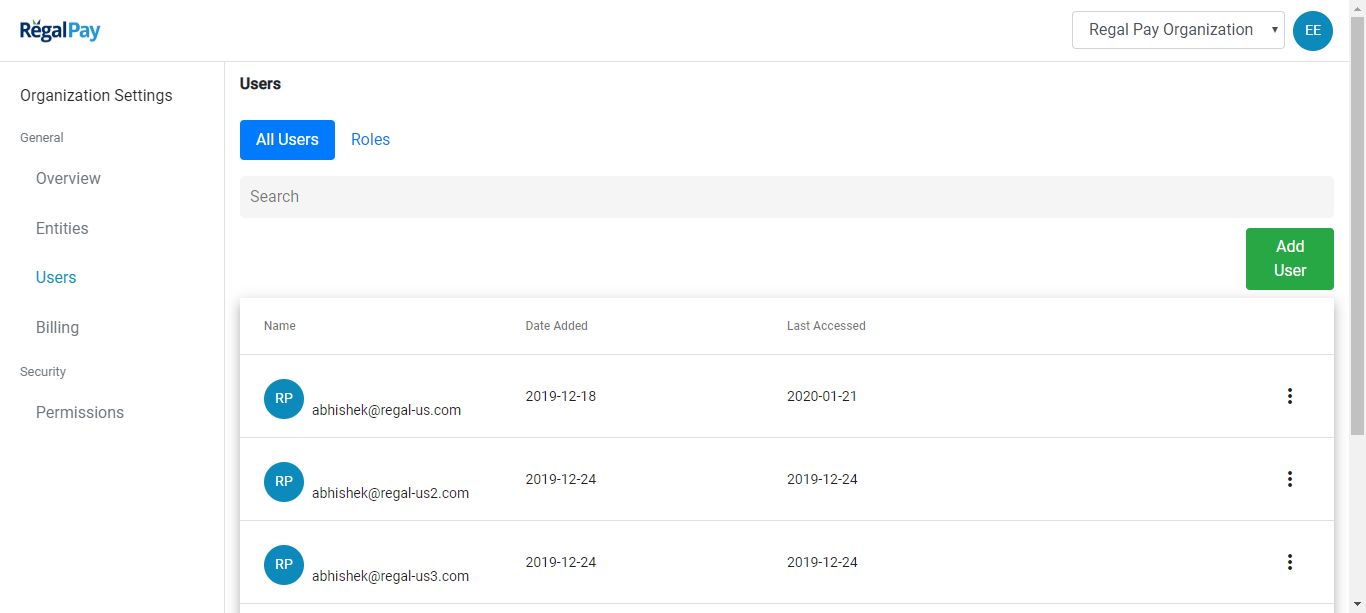 RegalPay
Regal Pay Organization
EE
Organization Settings
General
Overview
Entities
Users
Billing
Security
Permissions
Users
All Users Roles
Search
Add
User
Name Date Added Last Accessed
RP abhishek@regal-us.com 2019-12-18 2020-01-21
RP abhishek@regal-us2.com 2019-12-24 2019-12-24
RP abhishek@regal-us3.com 2019-12-24 2019-12-24